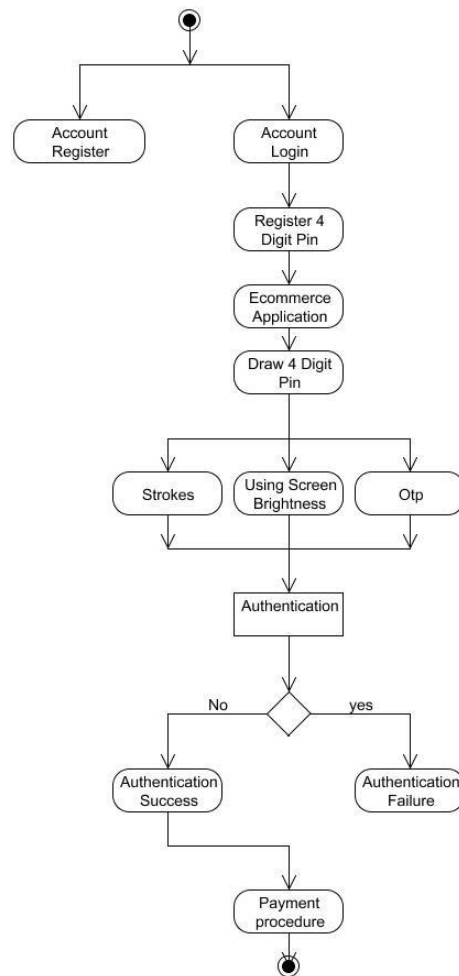 Account
Register
Account
Login
Register 4
Digit Pin
Ecommerce
Application
Draw 4 Digit
Pin
Strokes
Using Screen
Brightness
Otp
Authentication
No
yes
Authentication
Success
Authentication
Failure
Payment
procedure